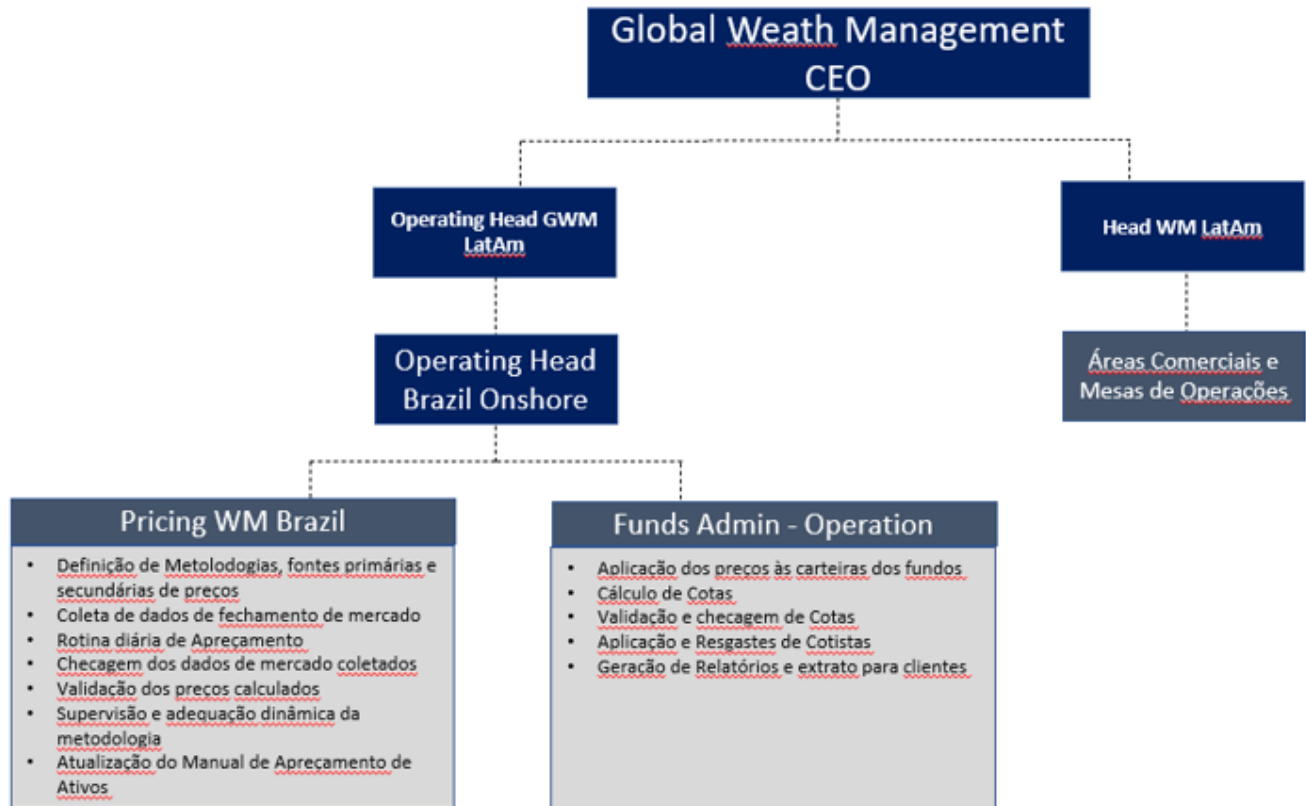 Global Weath Management
CEO
Operating Head GWM
LatAm
Head WM LatAm
Operating Head
Brazil Onshore
Áreas Comerciais e
Mesas de Operações
Pricing WM Brazil
• Definição de Metolodogias, fontes primárias e
secundárias de preços
• Coleta de dados de fechamento de mercado
• Rotina diária de Apreçamento
• Checagem dos dados de mercado coletados
• Validação dos preços calculados
• Supervisão e adequação dinâmica da
metodologia
• Atualização do Manual de Apreçamento de
Ativos
Funds Admin - Operation
• Aplicação dos preços às carteiras dos fundos
• Cálculo de Cotas
• Validação e checagem de Cotas
• Aplicação e Resgastes de Cotistas
• Geração de Relatórios e extrato para clientes